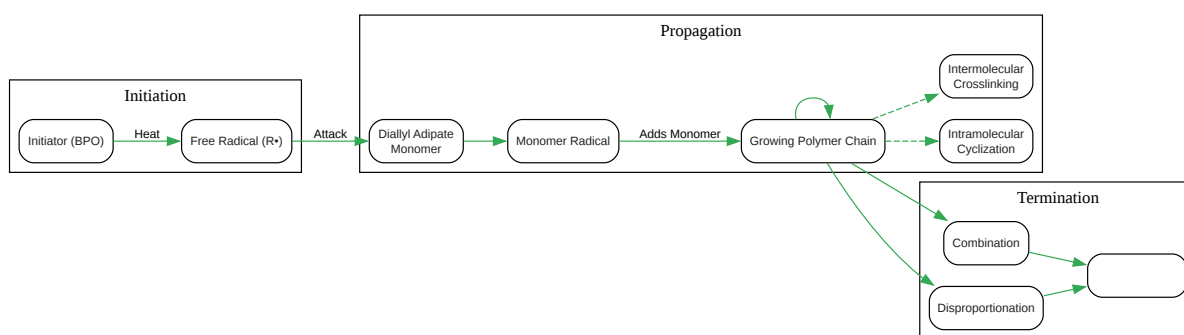 Propagation
Initiation
Initiator (BPO)
Heat
Free Radical (R•)
Attack
Diallyl Adipate
Monomer
Monomer Radical
Adds Monomer
Growing Polymer Chain
Intermolecular
Crosslinking
Intramolecular
Cyclization
Termination
Combination
Disproportionation